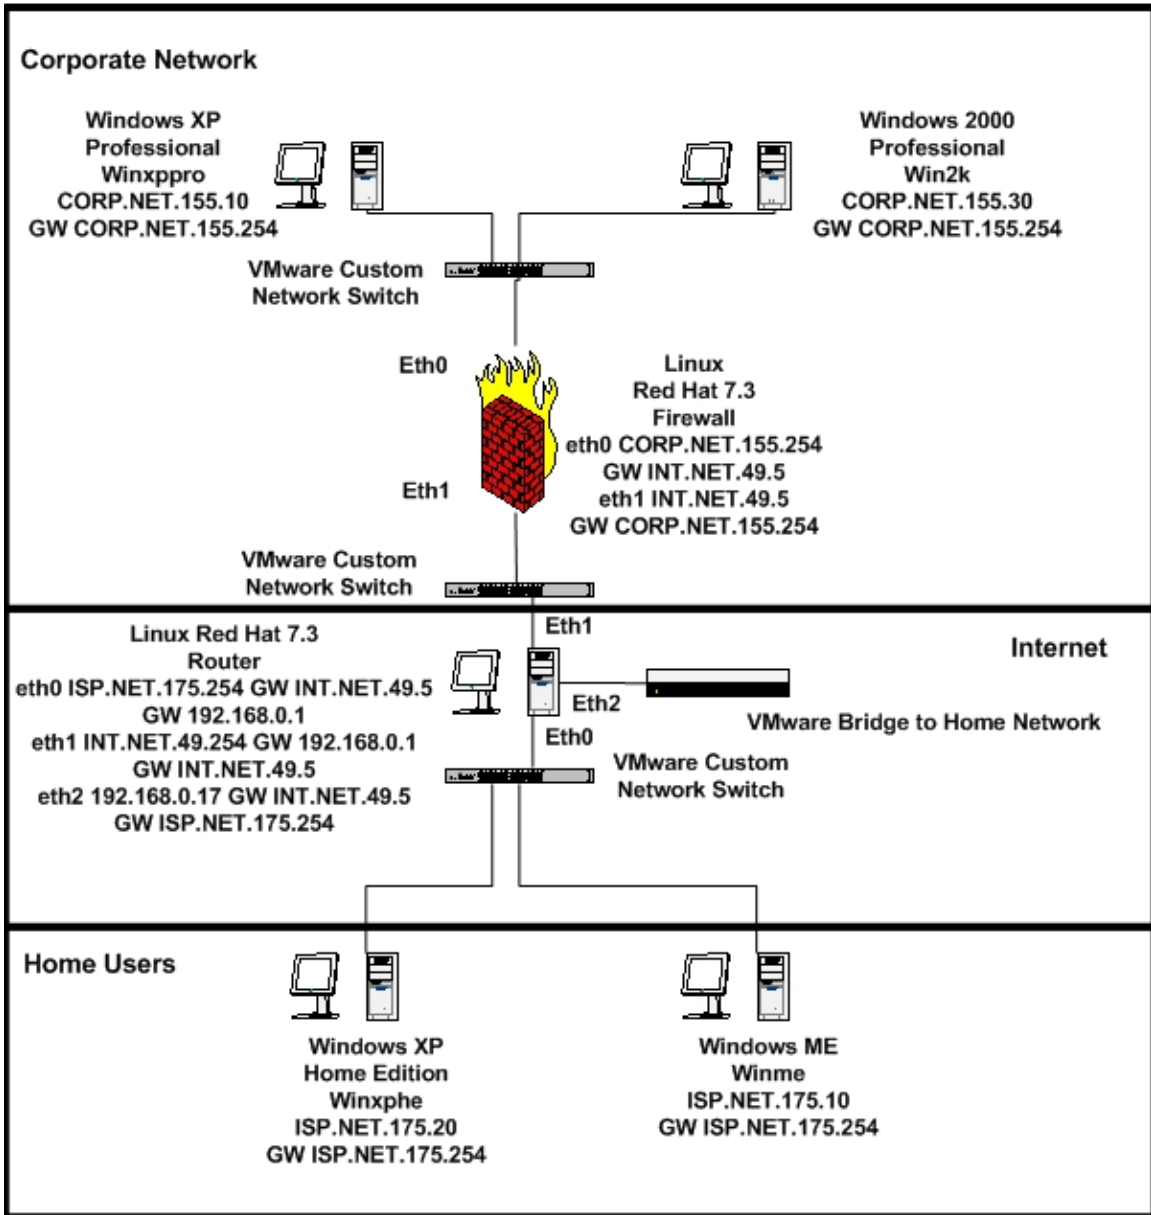 Corporate Network
Windows XP
Professional
Winxppro
CORP.NET.155.10
GW CORP.NET.155.254
Windows 2000
Professional
Win2k
CORP.NET.155.30
GW CORP.NET.155.254
VMware Custom
Network Switch
Eth0
Eth1
Linux
Red Hat 7.3
Firewall
eth0 CORP.NET.155.254
GW INT.NET.49.5
eth1 INT.NET.49.5
GW CORP.NET.155.254
VMware Custom
Network Switch
Linux Red Hat 7.3
Router
eth0 ISP.NET.175.254 GW INT.NET.49.5
GW 192.168.0.1
eth1 INT.NET.49.254 GW 192.168.0.1
GW INT.NET.49.5
eth2 192.168.0.17 GW INT.NET.49.5
GW ISP.NET.175.254
Eth1
Eth2
Eth0
Internet
VMware Bridge to Home Network
VMware Custom
Network Switch
Home Users
Windows XP
Home Edition
Winxphe
ISP.NET.175.20
GW ISP.NET.175.254
Windows ME
Winme
ISP.NET.175.10
GW ISP.NET.175.254